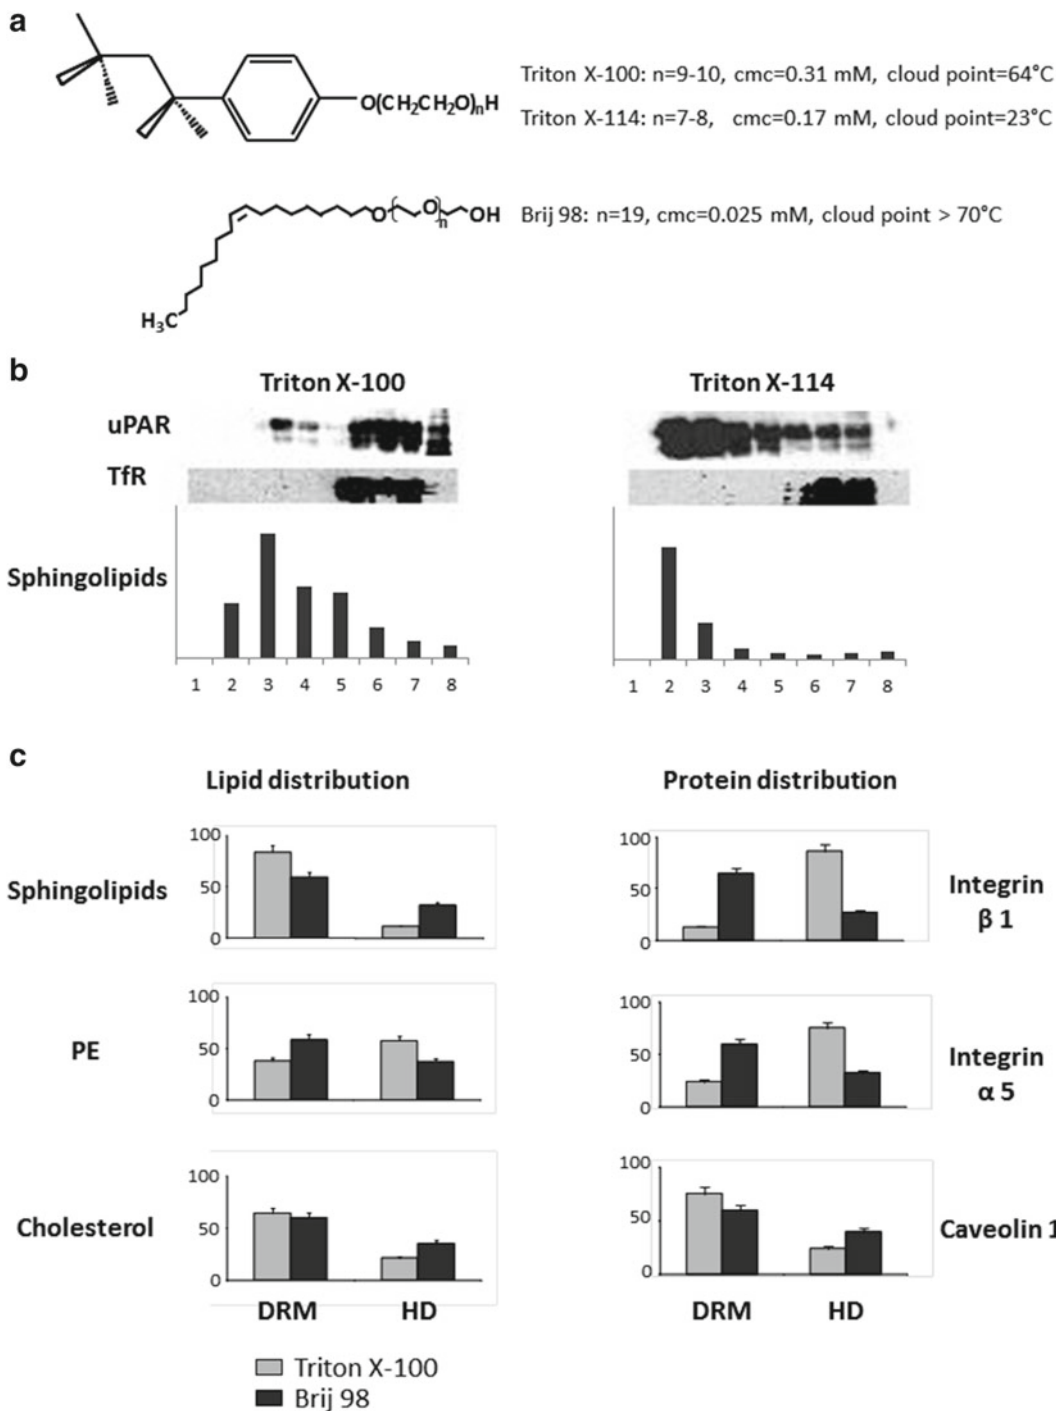 a
O(CH₂CH₂O)ₙH
Triton X-100: n=9-10, cmc=0.31 mM, cloud point=64°C
Triton X-114: n=7-8, cmc=0.17 mM, cloud point=23°C
O O n OH
H₃C
Brij 98: n=19, cmc=0.025 mM, cloud point > 70°C
b
Triton X-100
Triton X-114
uPAR
TfR
Sphingolipids
1 2 3 4 5 6 7 8
1 2 3 4 5 6 7 8
c
Lipid distribution
Protein distribution
Sphingolipids
100
50
0
100
50
0
Integrin
β 1
PE
100
50
0
100
50
0
Integrin
α 5
Cholesterol
100
50
0
100
50
0
Caveolin 1
DRM HD
DRM HD
Triton X-100
Brij 98